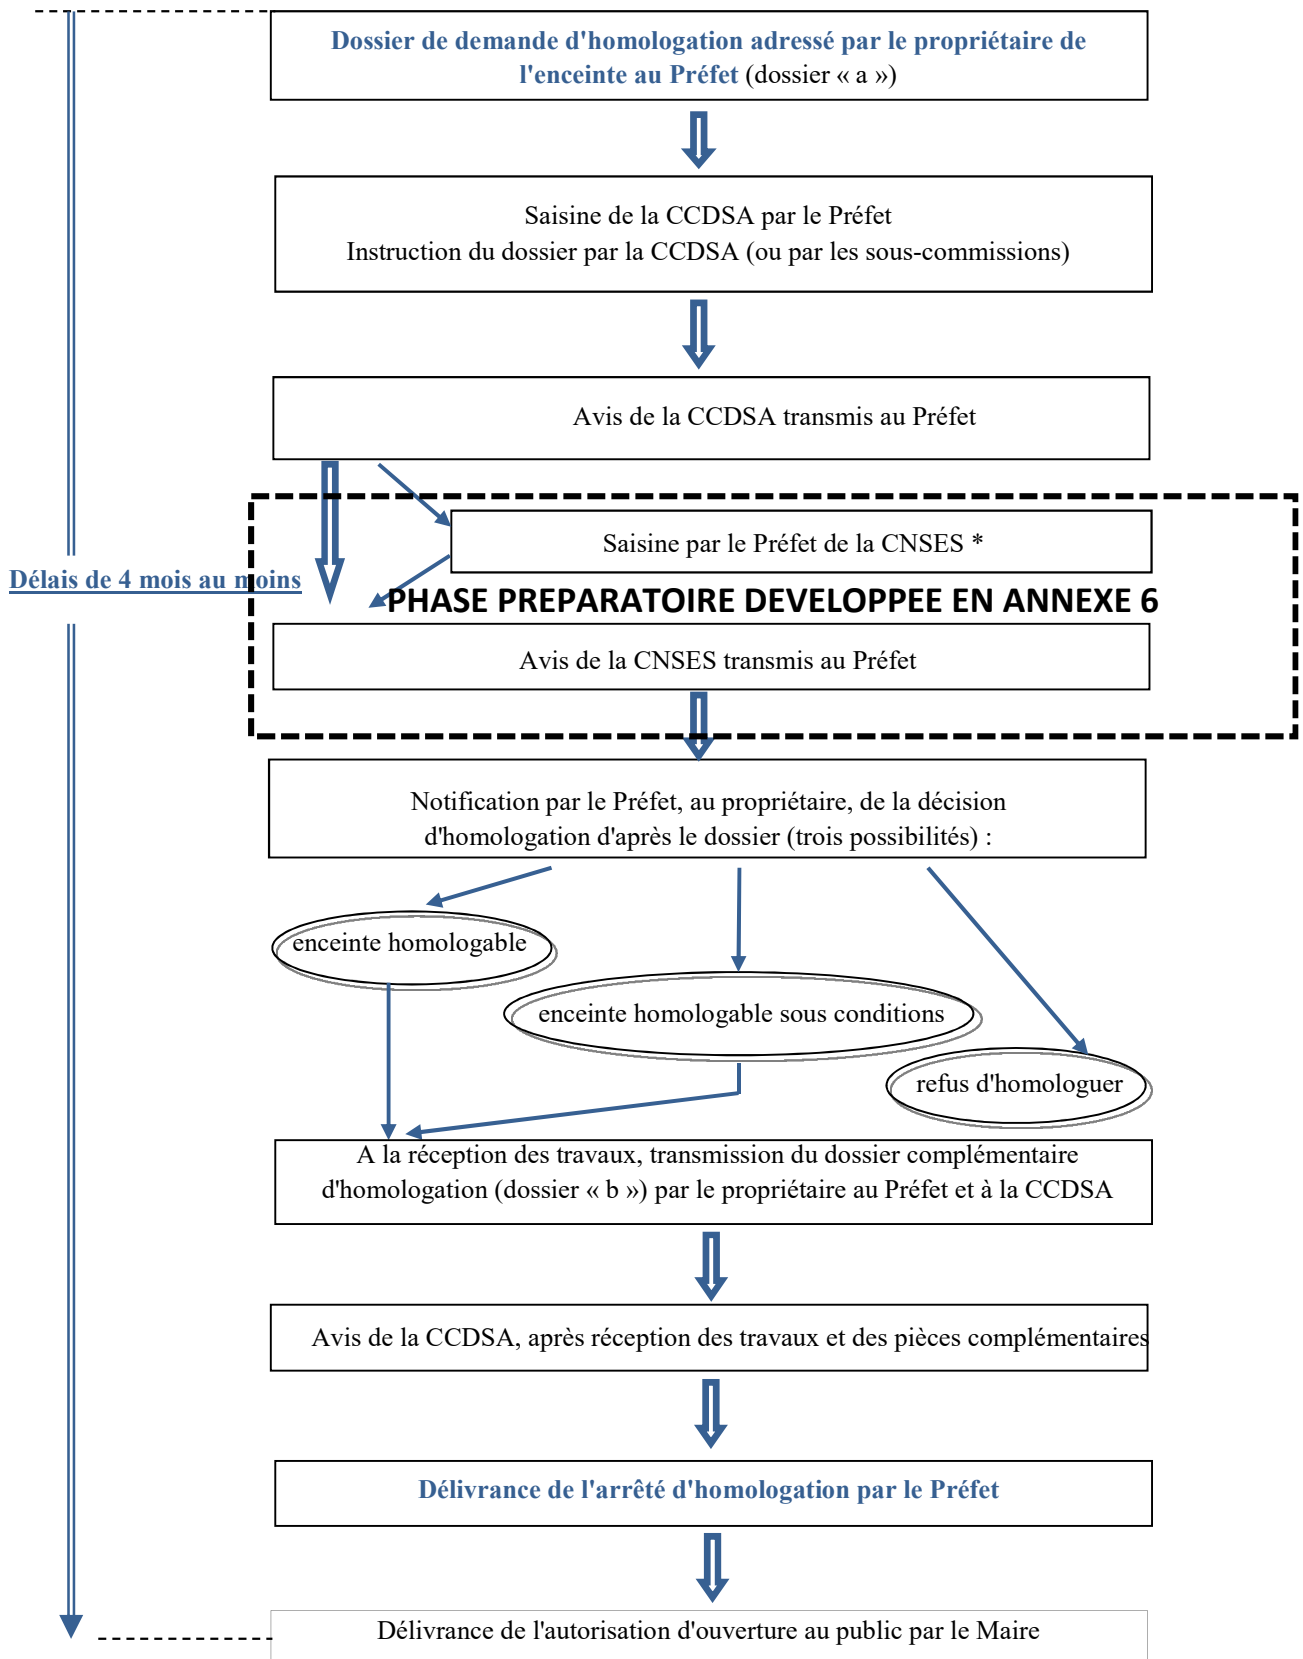 Dossier de demande d'homologation adressé par le propriétaire de
l'enceinte au Préfet (dossier « a »)
Saisine de la CCDSA par le Préfet
Instruction du dossier par la CCDSA (ou par les sous-commissions)
Avis de la CCDSA transmis au Préfet
Saisine par le Préfet de la CNSES *
Délais de 4 mois au moins
PHASE PREPARATOIRE DEVELOPPEE EN ANNEXE 6
Avis de la CNSES transmis au Préfet
Notification par le Préfet, au propriétaire, de la décision
d'homologation d'après le dossier (trois possibilités) :
enceinte homologable
enceinte homologable sous conditions
refus d'homologuer
A la réception des travaux, transmission du dossier complémentaire
d'homologation (dossier « b ») par le propriétaire au Préfet et à la CCDSA
Avis de la CCDSA, après réception des travaux et des pièces complémentaires
Délivrance de l'arrêté d'homologation par le Préfet
Délivrance de l'autorisation d'ouverture au public par le Maire